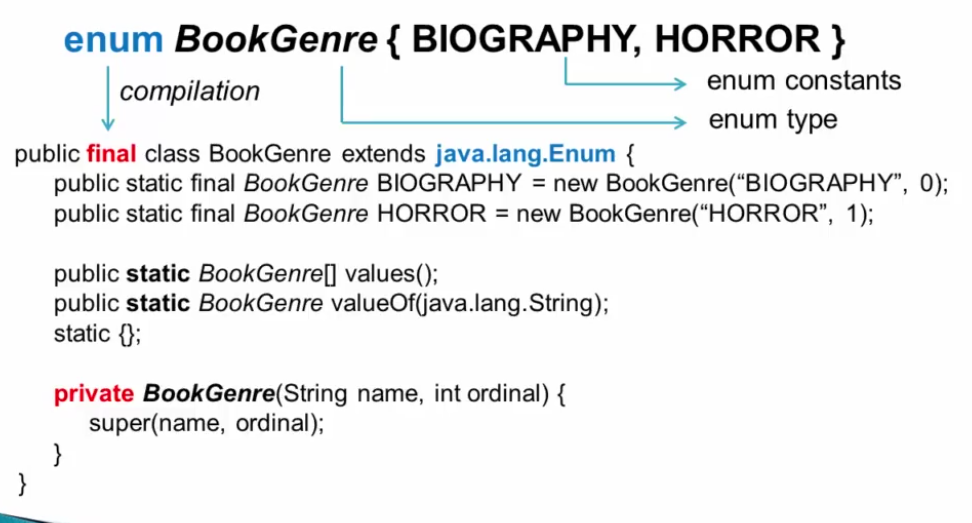 enum BookGenre { BIOGRAPHY, HORROR }
compilation
enum constants
enum type
public final class BookGenre extends java.lang.Enum {
public static final BookGenre BIOGRAPHY = new BookGenre(“BIOGRAPHY”, 0);
public static final BookGenre HORROR = new BookGenre(“HORROR”, 1);
public static BookGenre[] values();
public static BookGenre valueOf(java.lang.String);
static {};
private BookGenre(String name, int ordinal) {
super(name, ordinal);
}
}